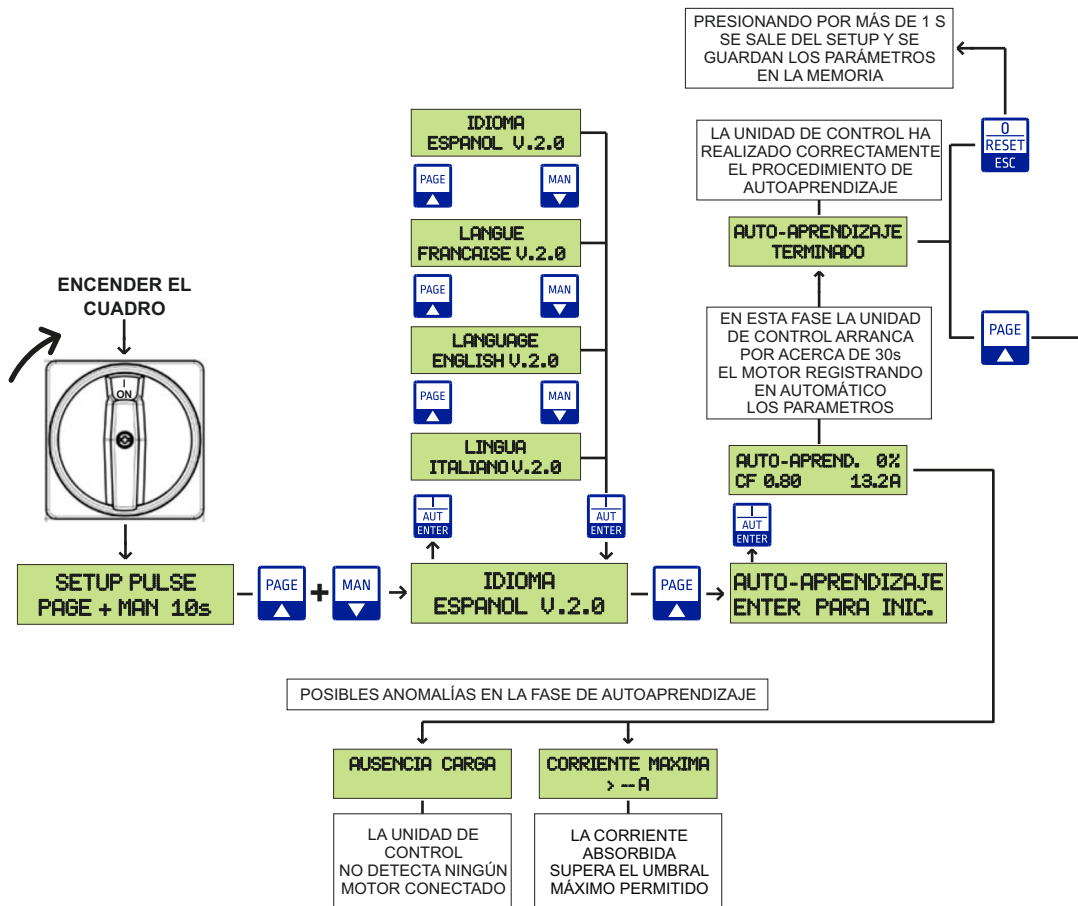 PRESIONANDO POR MÁS DE 1 S
SE SALE DEL SETUP Y SE
GUARDAN LOS PARÁMETROS
EN LA MEMORIA
IDIOMA
ESPANOL V.2.0
0
RESET
ESC
LA UNIDAD DE CONTROL HA
REALIZADO CORRECTAMENTE
EL PROCEDIMIENTO DE
AUTOAPRENDIZAJE
PAGE
MAN
LANGUE
FRANCAISE V.2.0
AUTO-APRENDIZAJE
TERMINADO
ENCENDER EL
CUADRO
PAGE
MAN
EN ESTA FASE LA UNIDAD
DE CONTROL ARRANCA
POR ACERCA DE 30s
EL MOTOR REGISTRANDO
EN AUTOMÁTICO
LOS PARAMETROS
PAGE
LANGUAGE
ENGLISH V.2.0
I
ON
PAGE
MAN
LINGUA
ITALIANO V.2.0
AUTO-APREND. 0%
CF 0.80 13.2A
I
AUT
ENTER
I
AUT
ENTER
I
AUT
ENTER
SETUP PULSE
PAGE + MAN 10s
PAGE
+
MAN
IDIOMA
ESPANOL V.2.0
PAGE
AUTO-APRENDIZAJE
ENTER PARA INIC.
POSIBLES ANOMALÍAS EN LA FASE DE AUTOAPRENDIZAJE
AUSENCIA CARGA
CORRIENTE MAXIMA
> -- A
LA UNIDAD DE
CONTROL
NO DETECTA NINGÚN
MOTOR CONECTADO
LA CORRIENTE
ABSORBIDA
SUPERA EL UMBRAL
MÁXIMO PERMITIDO